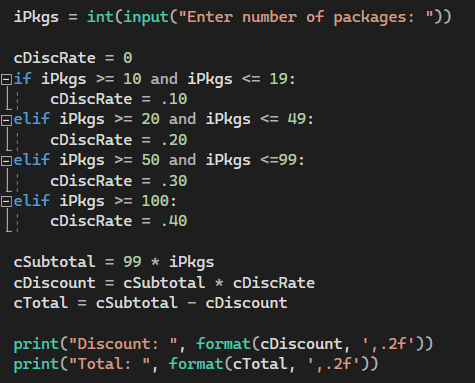 iPkgs = int(input("Enter number of packages: "))

cDiscRate = 0
if iPkgs >= 10 and iPkgs <= 19:
    cDiscRate = .10
elif iPkgs >= 20 and iPkgs <= 49:
    cDiscRate = .20
elif iPkgs >= 50 and iPkgs <=99:
    cDiscRate = .30
elif iPkgs >= 100:
    cDiscRate = .40

cSubtotal = 99 * iPkgs
cDiscount = cSubtotal * cDiscRate
cTotal = cSubtotal - cDiscount

print("Discount: ", format(cDiscount, ',.2f'))
print("Total: ", format(cTotal, ',.2f'))